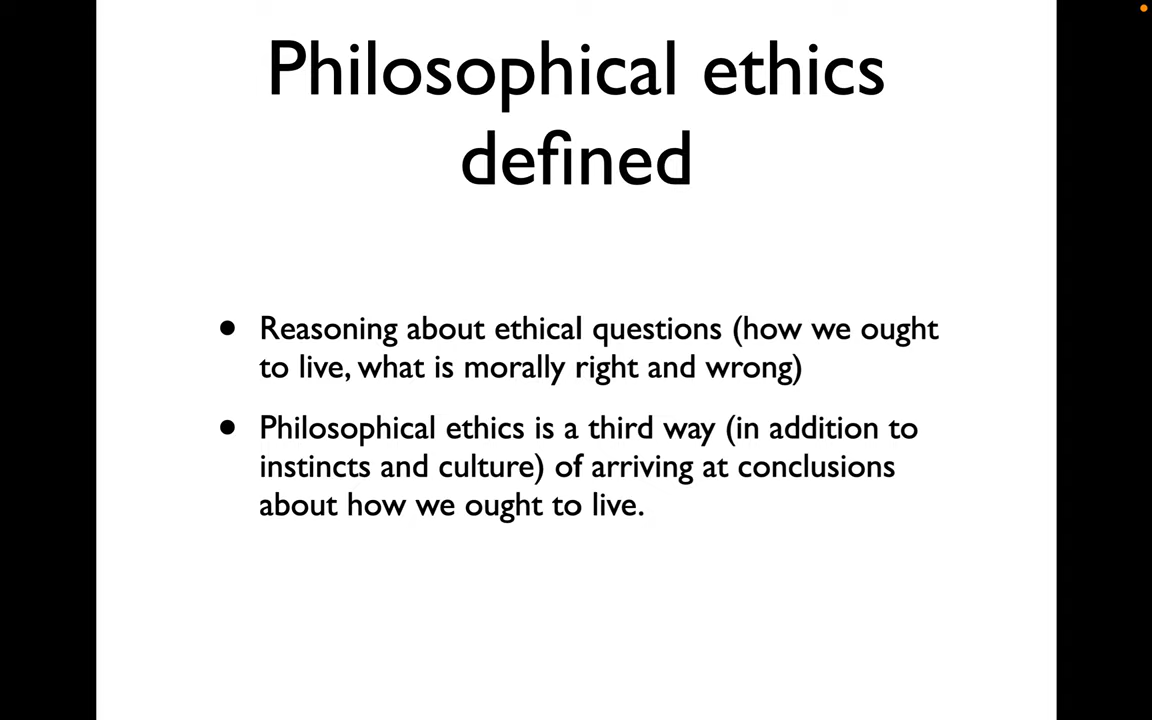 Philosophical ethics
defined
• Reasoning about ethical questions (how we ought
to live, what is morally right and wrong)
• Philosophical ethics is a third way (in addition to
instincts and culture) of arriving at conclusions
about how we ought to live.